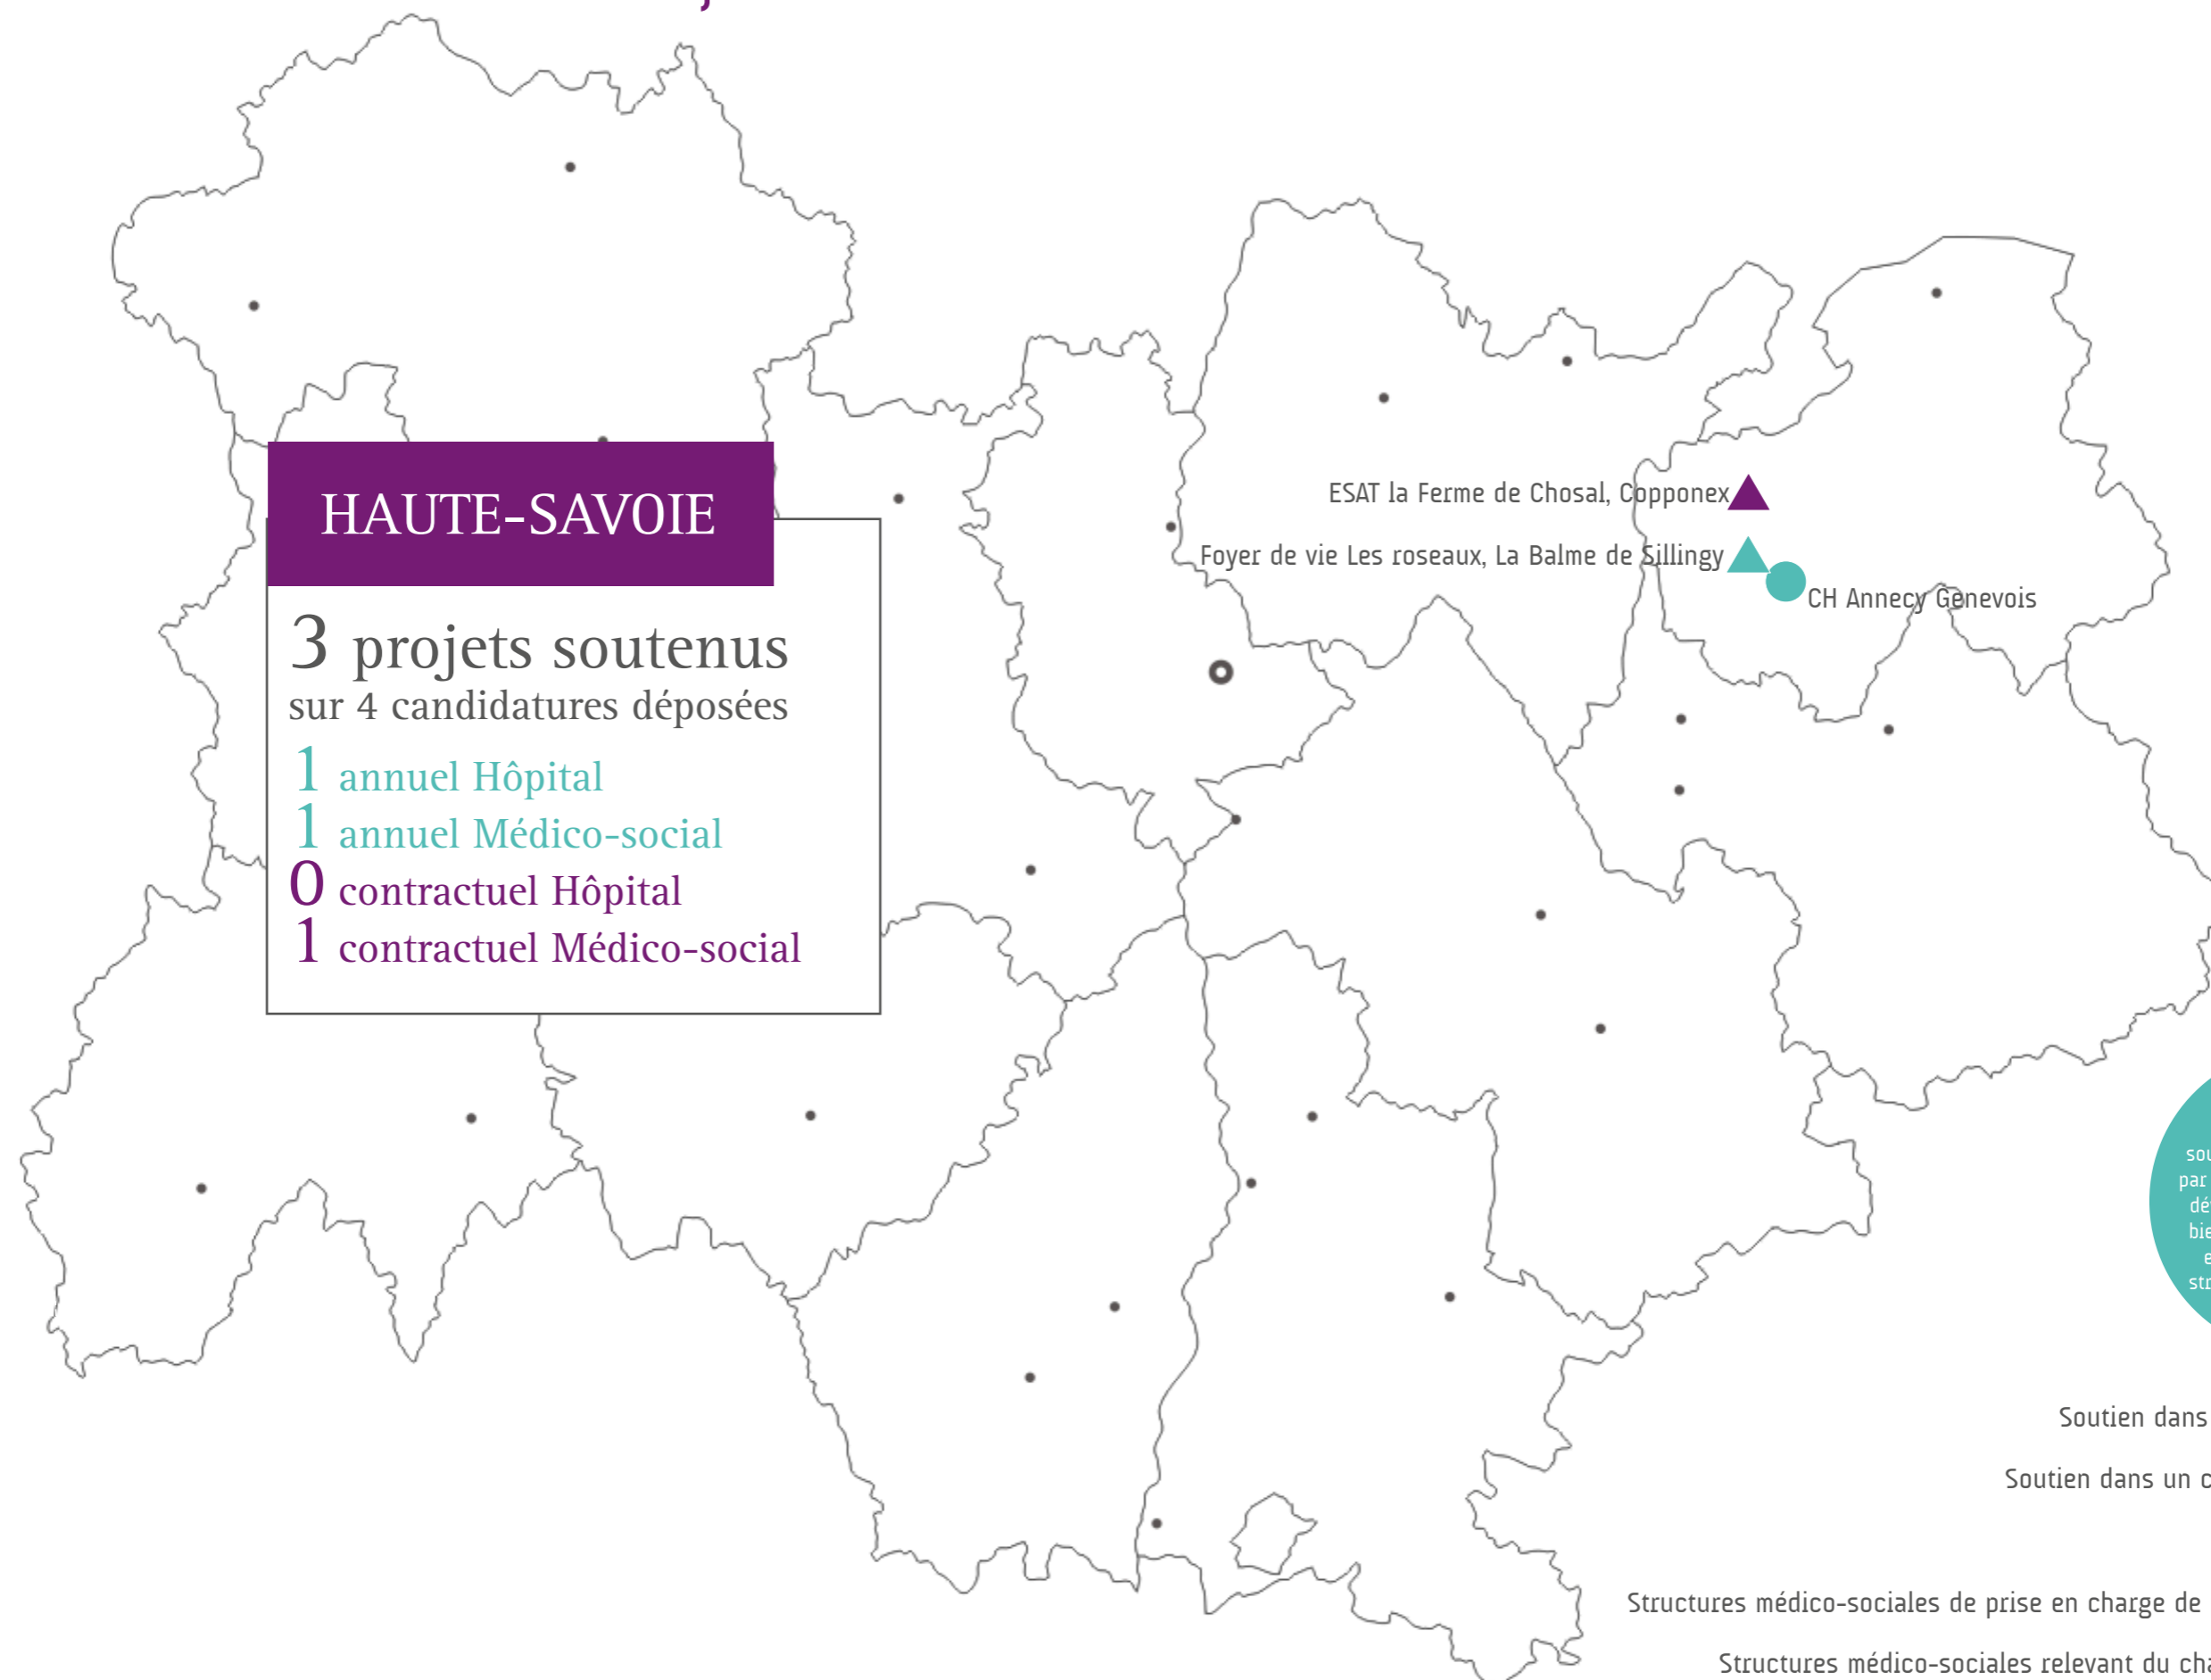 HAUTE-SAVOIE
3 projets soutenus
sur 4 candidatures déposées
1 annuel Hôpital
1 annuel Médico-social
0 contractuel Hôpital
1 contractuel Médico-social
ESAT la Ferme de Chosal, Copponex
Foyer de vie Les roseaux, La Balme de Sillingy
CH Annecy Genevois
par
Soutien dans
Soutien dans un
Structures médico-sociales de prise en charge de
Structures médico-sociales relevant du